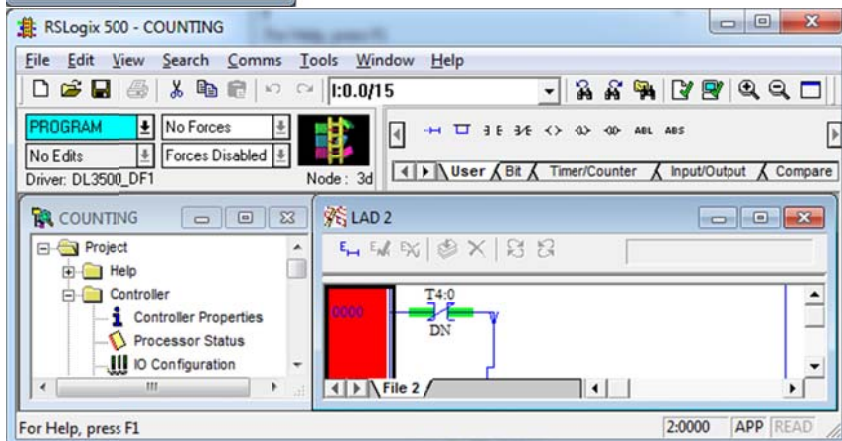 RSLogix 500 - COUNTING
File Edit View Search Comms Tools Window Help
I:0.0/15
PROGRAM No Forces
No Edits Forces Disabled
Driver: DL3500_DF1 Node : 3d
ABL ABS
User Bit Timer/Counter Input/Output Compare
COUNTING
Project
Help
Controller
Controller Properties
Processor Status
IO Configuration
LAD 2
0000
T4:0
DN
File 2
For Help, press F1
2:0000 APP READ